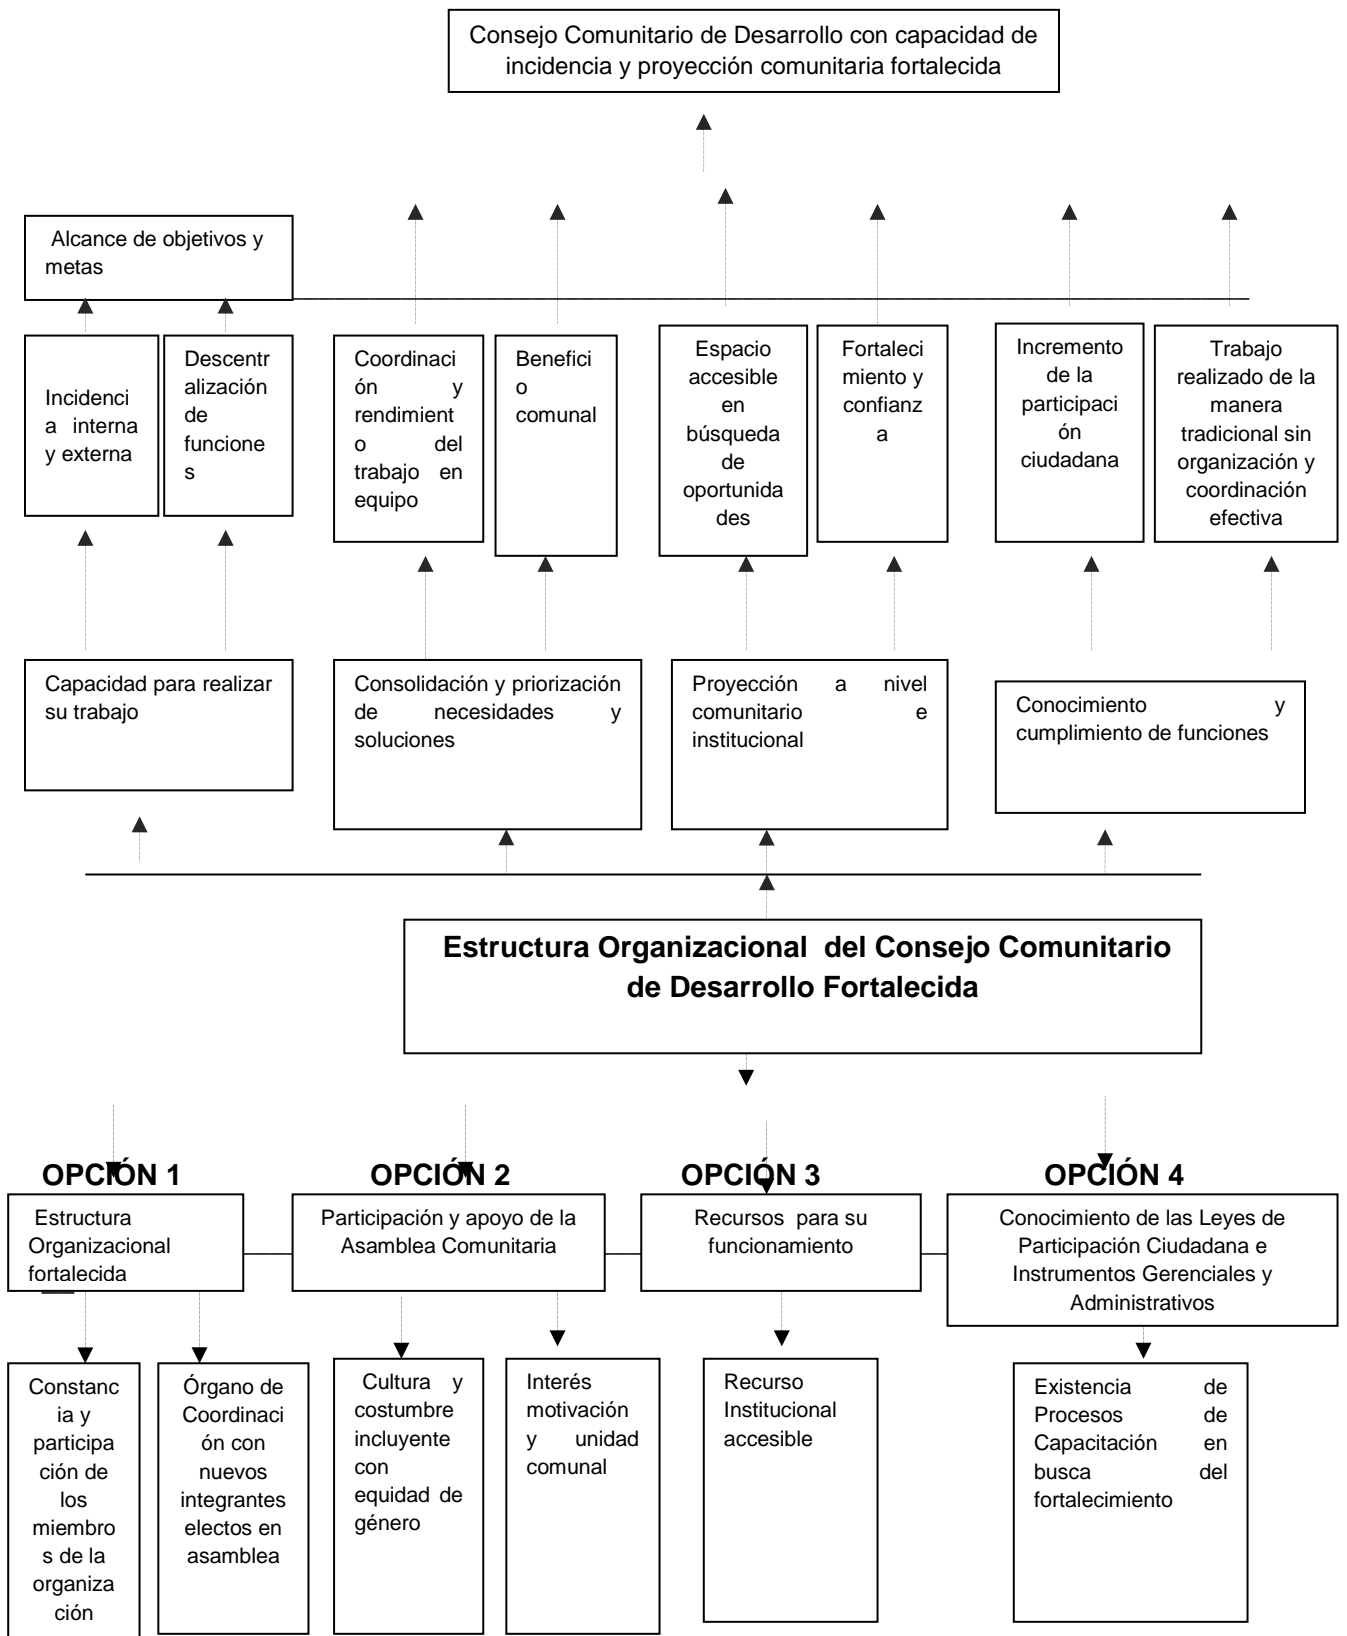 Consejo Comunitario de Desarrollo con capacidad de
incidencia y proyección comunitaria fortalecida
Alcance de objetivos y
metas
Incidenci
a interna
y externa
Descentr
alización
de
funcione
s
Coordinaci
ón y
rendimient
o del
trabajo en
equipo
Benefici
o
comunal
Espacio
accesible
en
búsqueda
de
oportunida
des
Fortaleci
miento y
confianz
a
Incremento
de la
participaci
ón
ciudadana
Trabajo
realizado de la
manera
tradicional sin
organización y
coordinación
efectiva
Capacidad para realizar
su trabajo
Consolidación y priorización
de necesidades y
soluciones
Proyección a nivel
comunitario e
institucional
Conocimiento y
cumplimiento de funciones
Estructura Organizacional del Consejo Comunitario
de Desarrollo Fortalecida
OPCIÓN 1
Estructura
Organizacional
fortalecida
OPCIÓN 2
Participación y apoyo de la
Asamblea Comunitaria
OPCIÓN 3
Recursos para su
funcionamiento
OPCIÓN 4
Conocimiento de las Leyes de
Participación Ciudadana e
Instrumentos Gerenciales y
Administrativos
Constanc
ia y
participa
ción de
los
miembro
s de la
organiza
ción
Órgano de
Coordinaci
ón con
nuevos
integrantes
electos en
asamblea
Cultura y
costumbre
incluyente
con
equidad de
género
Interés
motivación
y unidad
comunal
Recurso
Institucional
accesible
Existencia de
Procesos de
Capacitación en
busca del
fortalecimiento